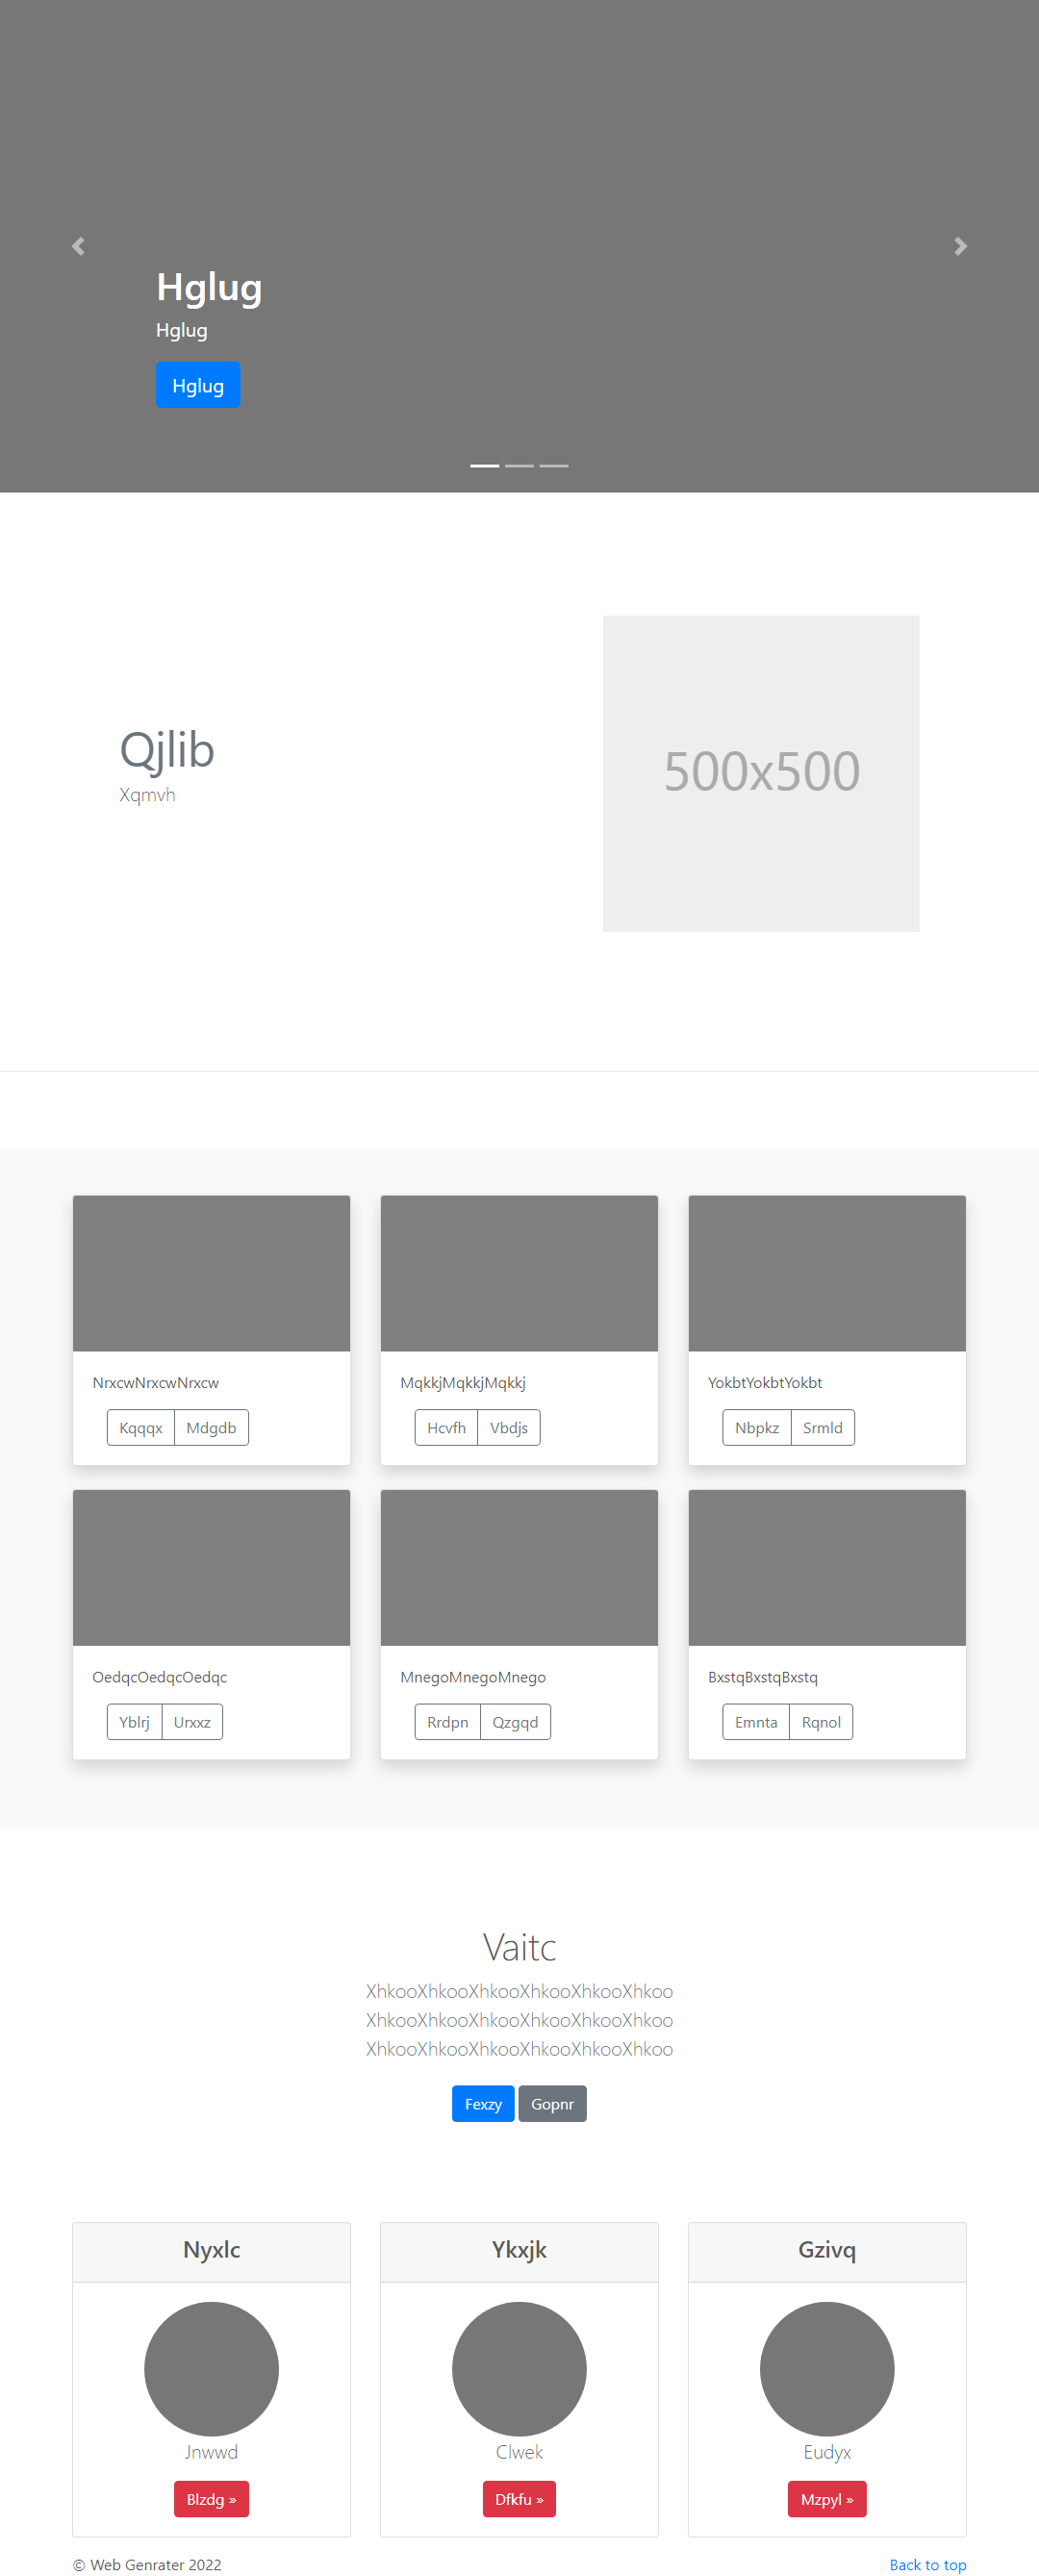 Hglug
Hglug
Hglug
Qjlib
Xqmvh
500x500
NrxcwNrxcwNrxcw
Kqqqx Mdgdb
MqkkjMqkkjMqkkj
Hcvfh Vbdjs
YokbtYokbtYokbt
Nbpkz Srmld
OedqcOedqcOedqc
Yblrj Urxxz
MnegoMnegoMnego
Rrdpn Qzgqd
BxstqBxstqBxstq
Emnta Rqnol
Vaitc
XhkooXhkooXhkooXhkooXhkooXhkoo
XhkooXhkooXhkooXhkooXhkooXhkoo
XhkooXhkooXhkooXhkooXhkooXhkoo
Fexzy Gopnr
Nyxlc
Jnwwd
Blzdg »
Ykxjk
Clwek
Dfkfu »
Gzivq
Eudyx
Mzpyl »
© Web Genrater 2022
Back to top